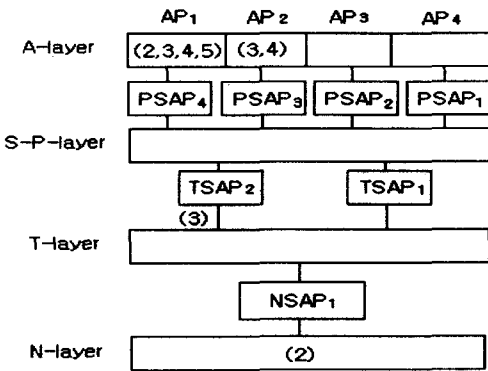 AP₁ AP₂ AP₃ AP₄
A-layer (2,3,4,5) (3,4)
PSAP₄ PSAP₃ PSAP₂ PSAP₁
S-P-layer
TSAP₂ TSAP₁
(3)
T-layer
NSAP₁
N-layer (2)